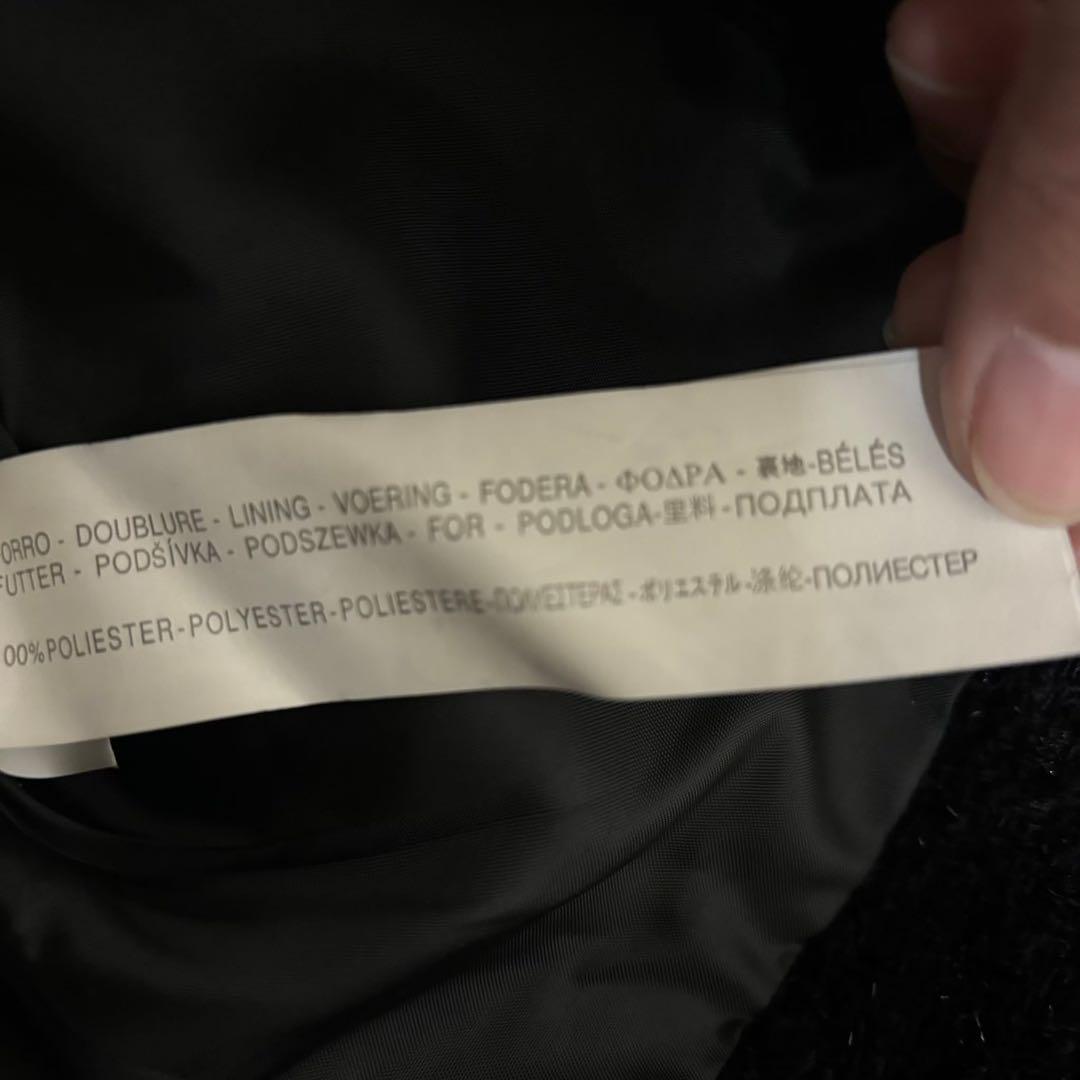 ORRO - DOUBLURE - LINING - VOERING - FODERA - ΦΟΔΡΑ - 裏地-BÉLÉS
FUTTER - PODŠÍVKA - PODSZEWKA - FOR - PODLOGA-里料-ПОДПЛАТА
00%POLIESTER-POLYESTER-POLIESTERE-ΠΟΛΥΕΣΤΕΡΑΣ-ポリエステル-涤纶-ПОЛИЕСТЕР